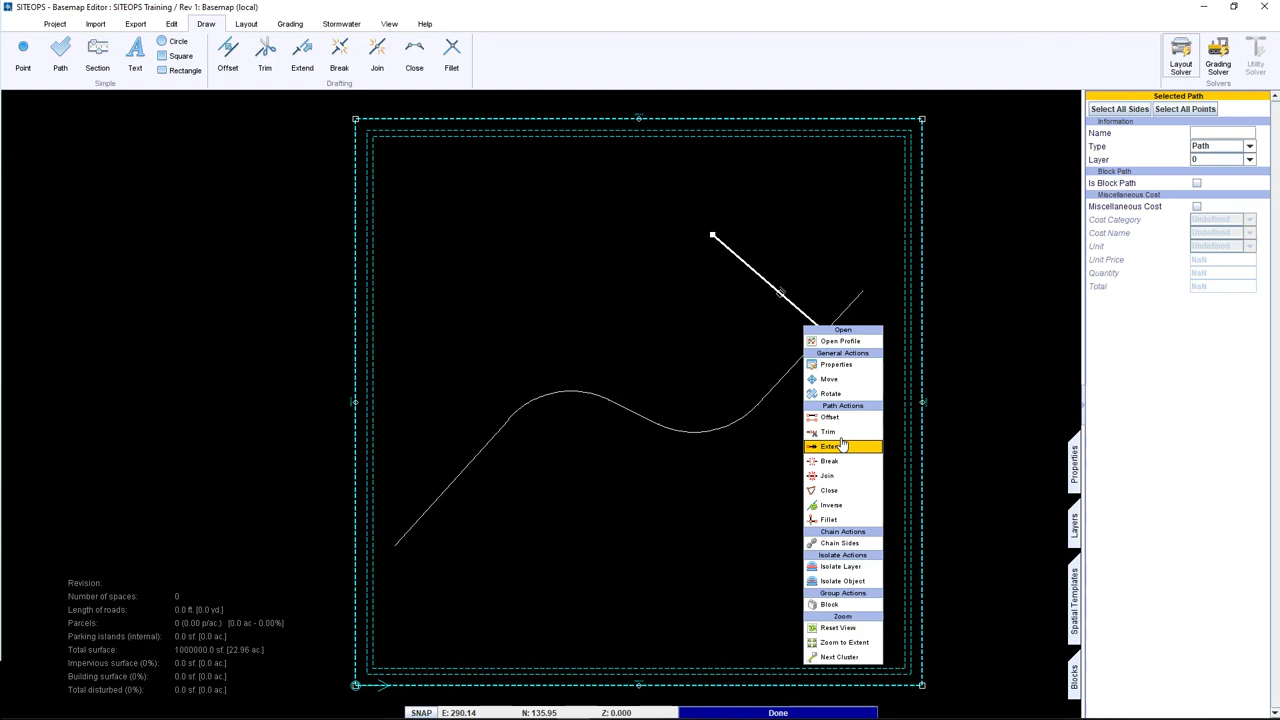 SITEOPS - Basemap Editor : SITEOPS Training / Rev 1: Basemap (local)
Project Import Export Edit Draw Layout Grading Stormwater View Help
Point Path Section Text Circle Square Rectangle Offset Trim Extend Break Join Close Fillet Layout Solver Grading Solver Utility Solver
Simple Drafting Solvers
Selected Path
Select All Sides Select All Points
Information
Name
Type Path
Layer 0
Block Path
Is Block Path
Miscellaneous Cost
Miscellaneous Cost
Cost Category Undefined
Cost Name Undefined
Unit Undefined
Unit Price NaN
Quantity NaN
Total NaN
Open
Open Profile
General Actions
Properties
Move
Rotate
Path Actions
Offset
Trim
Break
Join
Close
Inverse
Fillet
Chain Actions
Chain Sides
Isolate Actions
Isolate Layer
Isolate Object
Group Actions
Block
Zoom
Reset View
Zoom to Extent
Next Cluster
Properties
Layers
Spatial Templates
Blocks
Revision:
Number of spaces: 0
Length of roads: 0.0 ft. [0.0 yd.]
Parcels: 0 (0.00 p/ac.) [0.0 ac - 0.00%]
Parking islands (internal): 0.0 sf. [0.0 ac.]
Total surface: 1000000.0 sf. [22.96 ac.]
Impervious surface (0%) 0.0 sf. [0.0 ac.]
Building surface (0%) 0.0 sf. [0.0 ac.]
Total disturbed (0%) 0.0 sf. [0.0 ac.]
SNAP E: 290.14 N: 135.95 Z: 0.000 Done